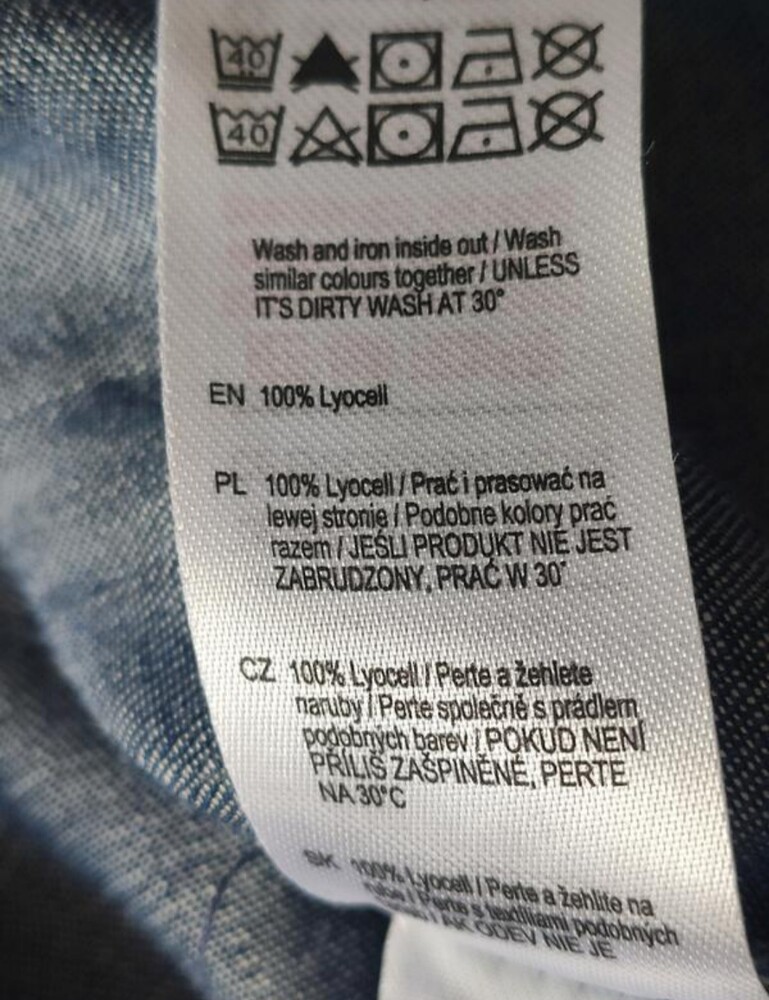 40
40
Wash and iron inside out / Wash
similar colours together / UNLESS
IT'S DIRTY WASH AT 30°
EN 100% Lyocell
PL 100% Lyocell / Prać i prasować na
lewej stronie / Podobne kolory prać
razem / JEŚLI PRODUKT NIE JEST
ZABRUDZONY, PRAĆ W 30°
CZ 100% Lyocell / Perte a žehlete
naruby / Perte společně s prádlem
podobných barev / POKUD NENÍ
PŘÍLIŠ ZAŠPINĚNÉ, PERTE
NA 30°C
SK 100% Lyocell / Perte a žehlite na
rube / Perte s textíliami podobných
/ AK ODEV NIE JE